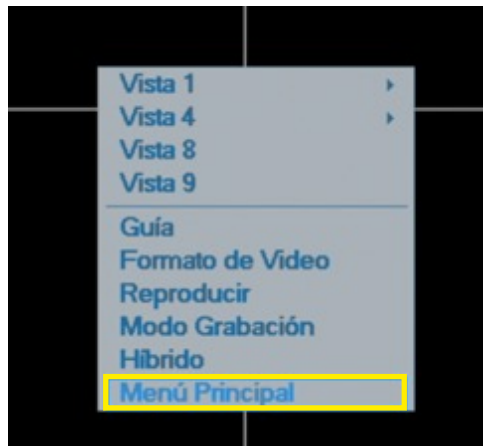 Vista 1
Vista 4
Vista 8
Vista 9
Guía
Formato de Video
Reproducir
Modo Grabación
Híbrido
Menú Principal